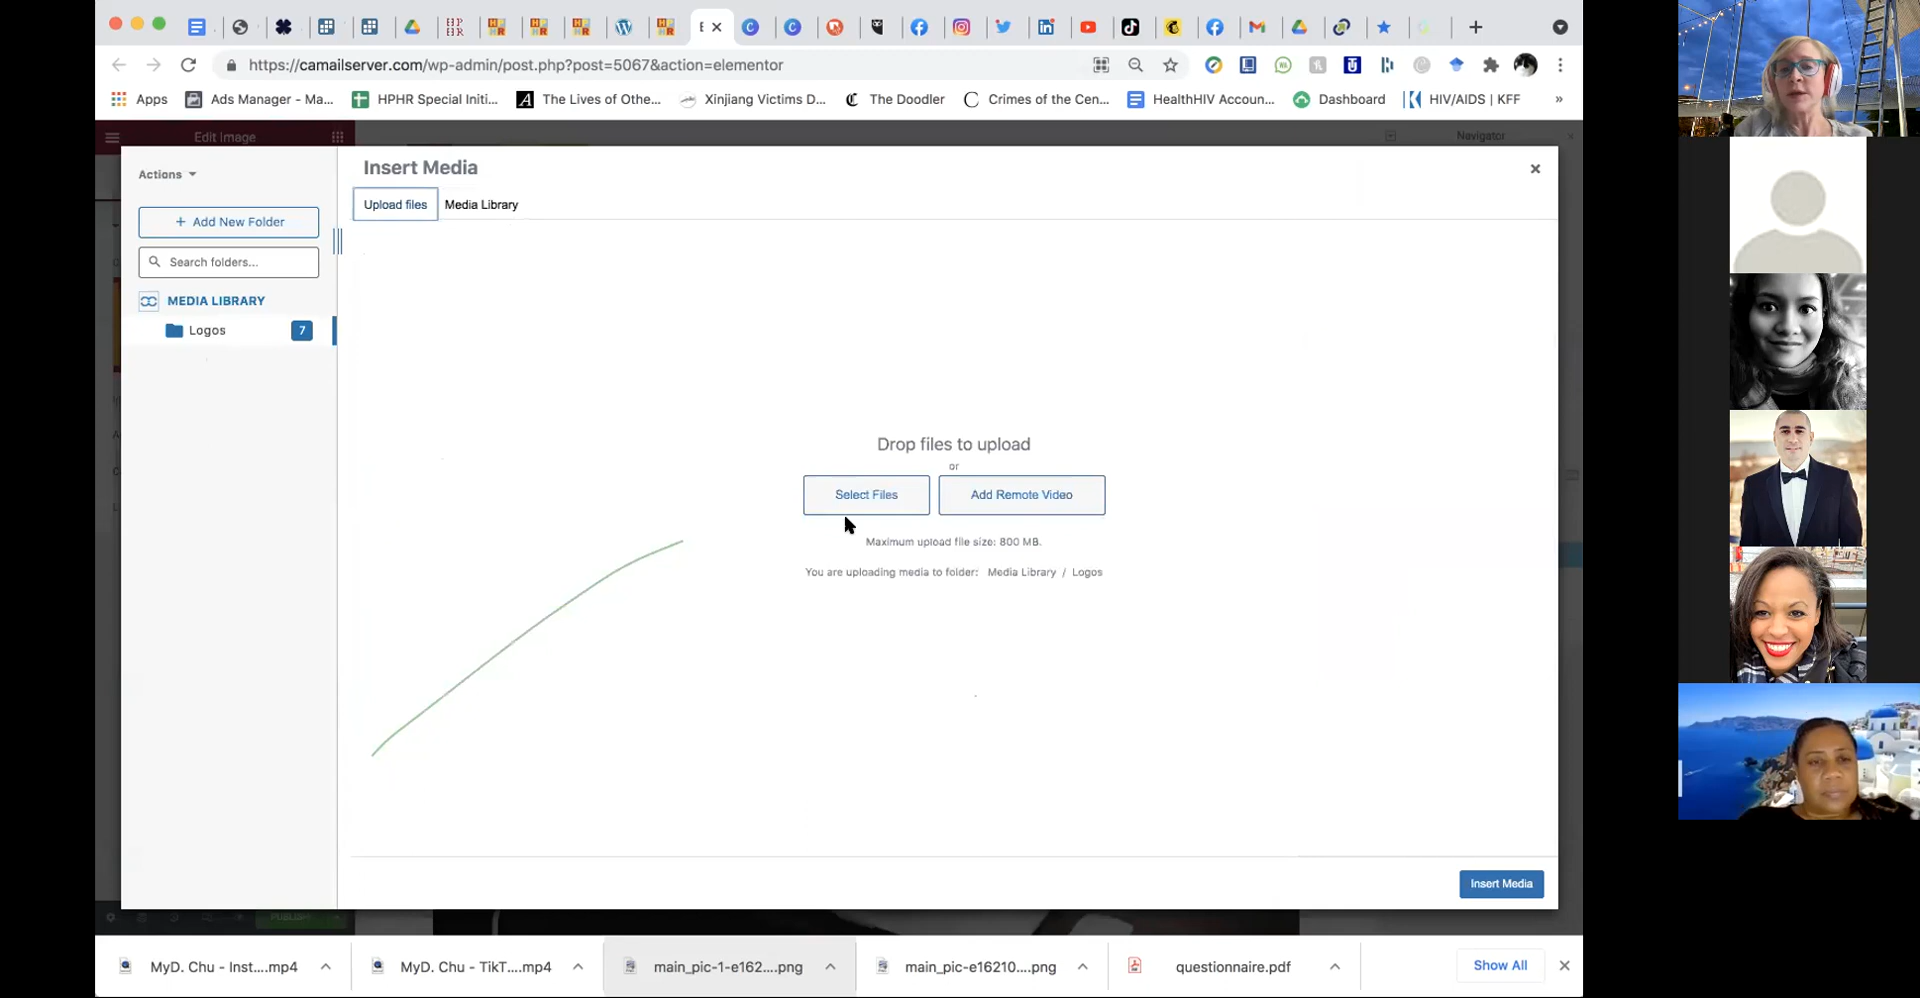 https://camailserver.com/wp-admin/post.php?post=5067&action=elementor
Apps
Ads Manager - Ma...
HPHR Special Initi...
The Lives of Othe...
Xinjiang Victims D...
The Doodler
Crimes of the Cen...
HealthHIV Accoun...
Dashboard
HIV/AIDS | KFF
»
Edit Image
Navigator
Actions
Insert Media
Upload files
Media Library
+ Add New Folder
Search folders...
MEDIA LIBRARY
Logos
7
Drop files to upload
or
Select Files
Add Remote Video
Maximum upload file size: 800 MB.
You are uploading media to folder: Media Library / Logos
Insert Media
PUBLISH
MyD. Chu - Inst....mp4
MyD. Chu - TikT....mp4
main_pic-1-e162....png
main_pic-e16210....png
questionnaire.pdf
Show All